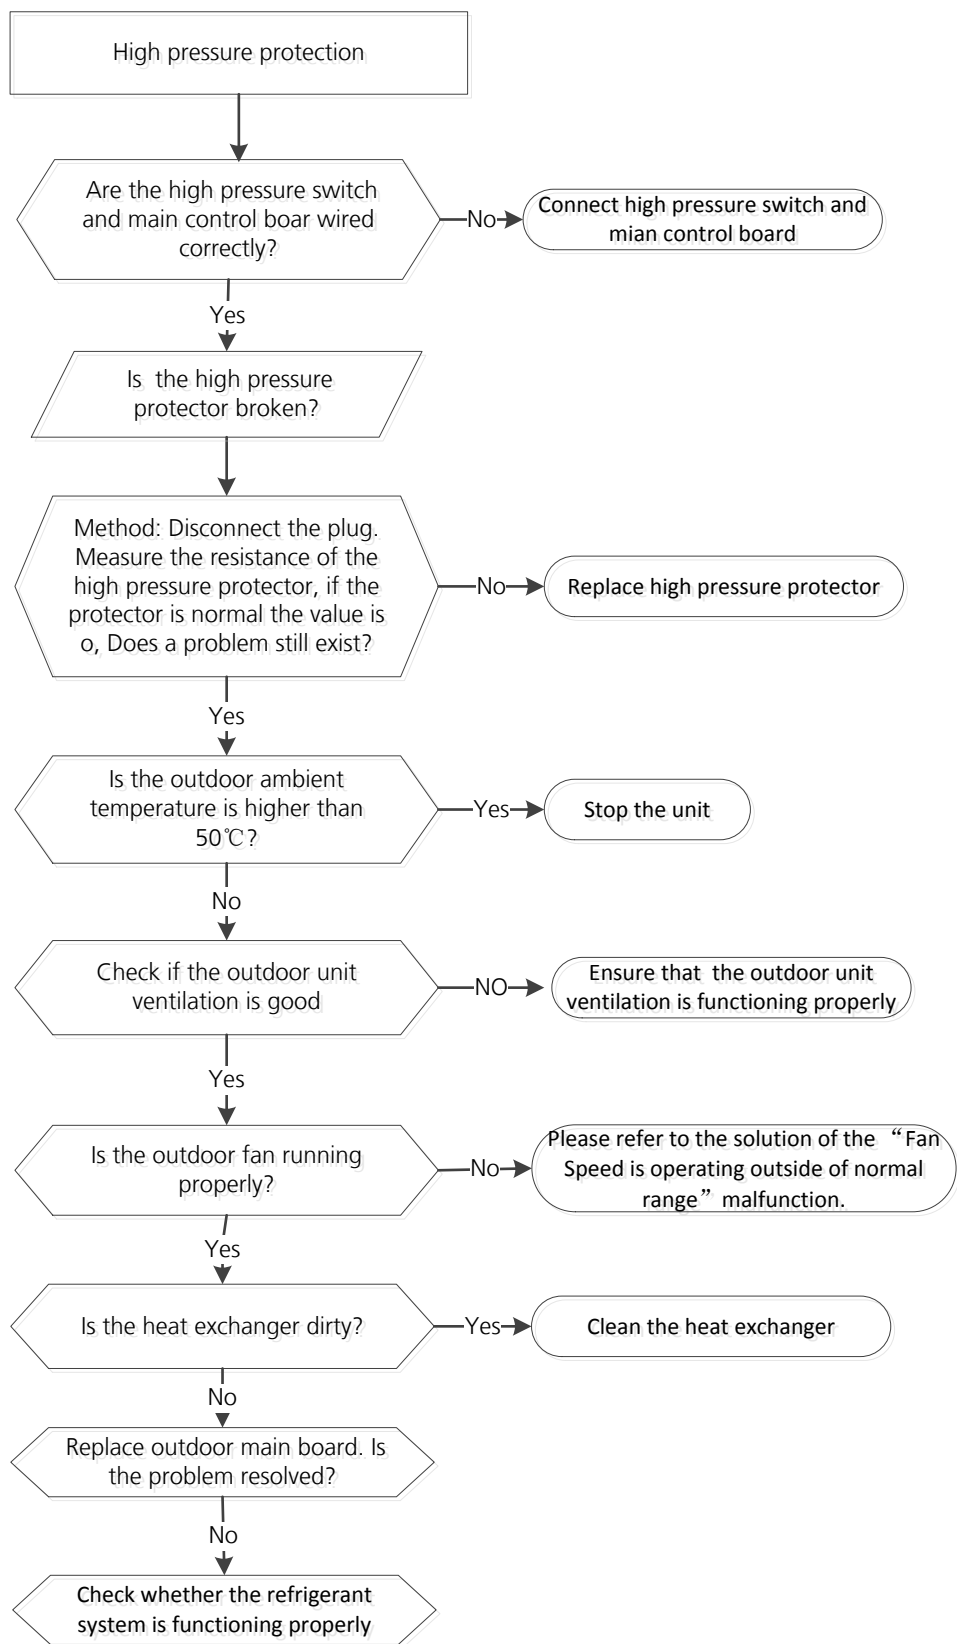 High pressure protection
Are the high pressure switch
and main control boar wired
correctly?
No
Connect high pressure switch and
mian control board
Yes
Is the high pressure
protector broken?
Method: Disconnect the plug.
Measure the resistance of the
high pressure protector, if the
protector is normal the value is
o, Does a problem still exist?
No
Replace high pressure protector
Yes
Is the outdoor ambient
temperature is higher than
50℃?
Yes
Stop the unit
No
Check if the outdoor unit
ventilation is good
NO
Ensure that the outdoor unit
ventilation is functioning properly
Yes
Is the outdoor fan running
properly?
No
Please refer to the solution of the “Fan
Speed is operating outside of normal
range” malfunction.
Yes
Is the heat exchanger dirty?
Yes
Clean the heat exchanger
No
Replace outdoor main board. Is
the problem resolved?
No
Check whether the refrigerant
system is functioning properly